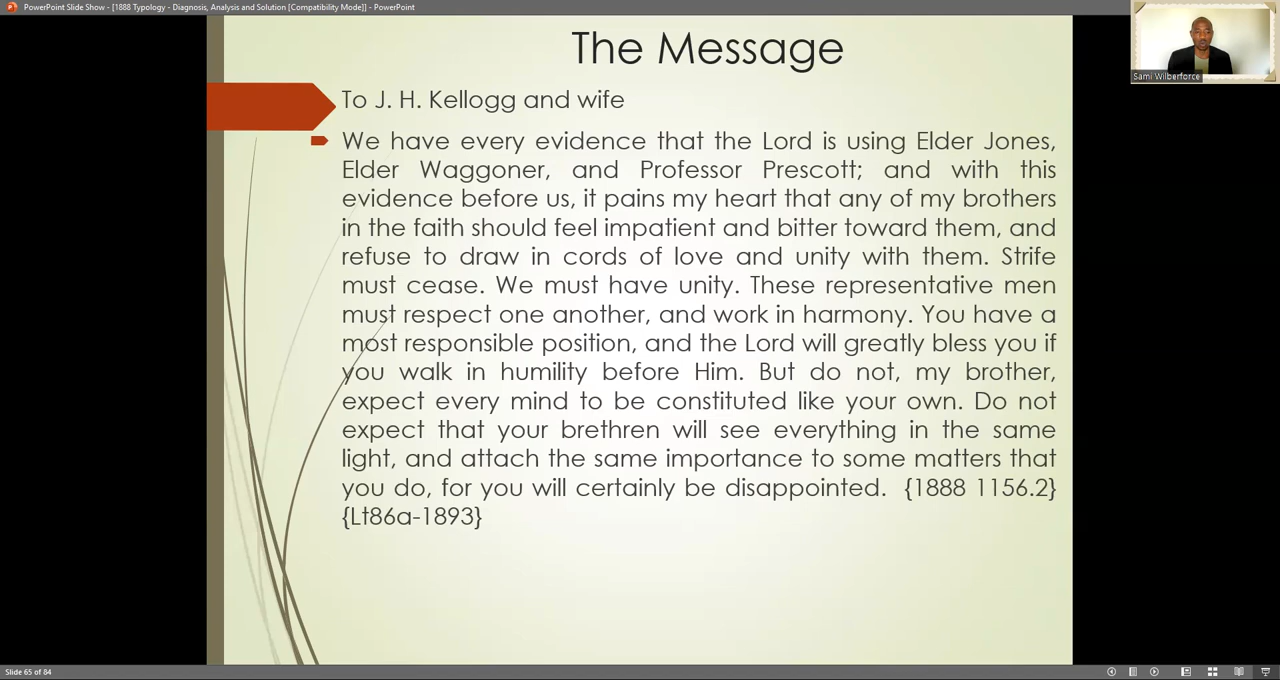 PowerPoint Slide Show - [1888 Typology - Diagnosis, Analysis and Solution [Compatibility Mode]] - PowerPoint
Sami Wilberforce
The Message
To J. H. Kellogg and wife
We have every evidence that the Lord is using Elder Jones,
Elder Waggoner, and Professor Prescott; and with this
evidence before us, it pains my heart that any of my brothers
in the faith should feel impatient and bitter toward them, and
refuse to draw in cords of love and unity with them. Strife
must cease. We must have unity. These representative men
must respect one another, and work in harmony. You have a
most responsible position, and the Lord will greatly bless you if
you walk in humility before Him. But do not, my brother,
expect every mind to be constituted like your own. Do not
expect that your brethren will see everything in the same
light, and attach the same importance to some matters that
you do, for you will certainly be disappointed. {1888 1156.2}
{Lt86a-1893}
Slide 65 of 84